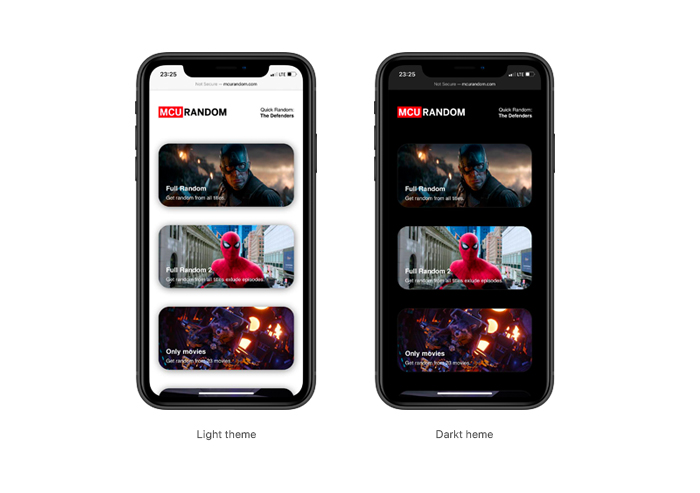 23:25
LTE
Not Secure — mcurandom.com
MCU RANDOM
Quick Random:
The Defenders
Full Random
Get random from all titles.
Full Random 2
Get random from all titles exlude episodes.
Only movies
Get random from 23 movies.
Light theme
23:25
LTE
Not Secure — mcurandom.com
MCU RANDOM
Quick Random:
The Defenders
Full Random
Get random from all titles.
Full Random 2
Get random from all titles exlude episodes.
Only movies
Get random from 23 movies.
Darkt heme